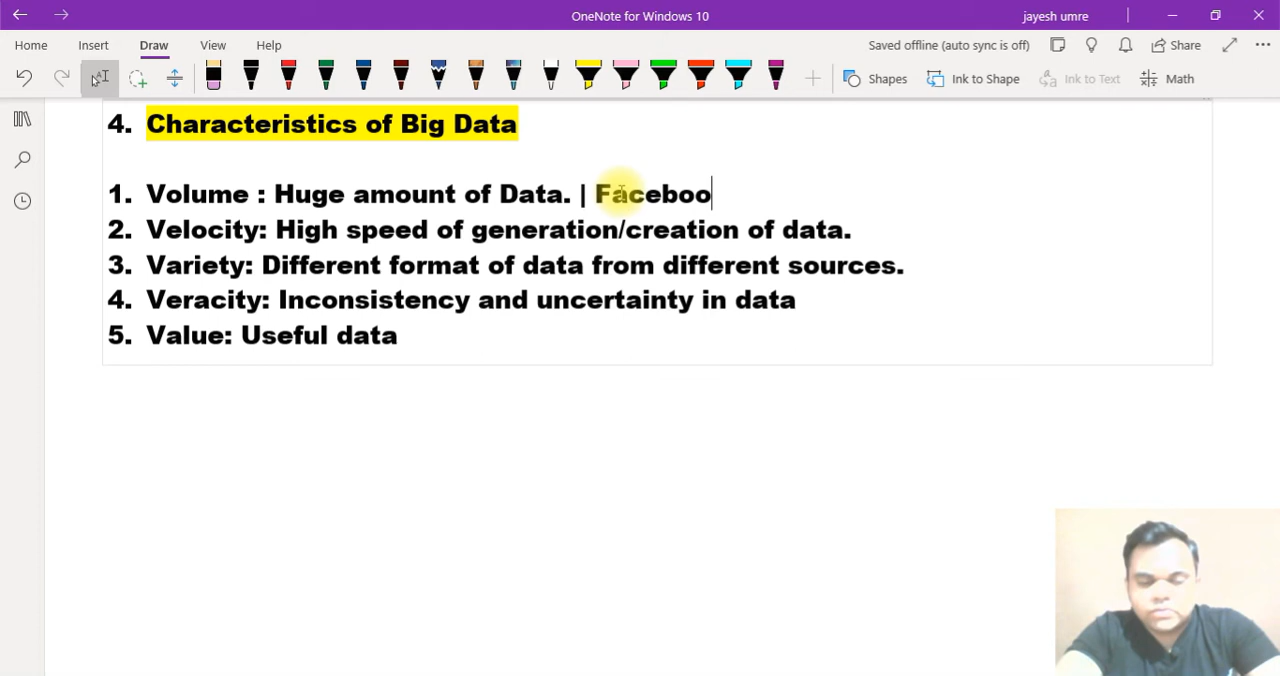 OneNote for Windows 10
jayesh umre
Home Insert Draw View Help
Saved offline (auto sync is off)
Share
Shapes
Ink to Shape
Ink to Text
Math
4. Characteristics of Big Data
1. Volume : Huge amount of Data. | Faceboo
2. Velocity: High speed of generation/creation of data.
3. Variety: Different format of data from different sources.
4. Veracity: Inconsistency and uncertainty in data
5. Value: Useful data